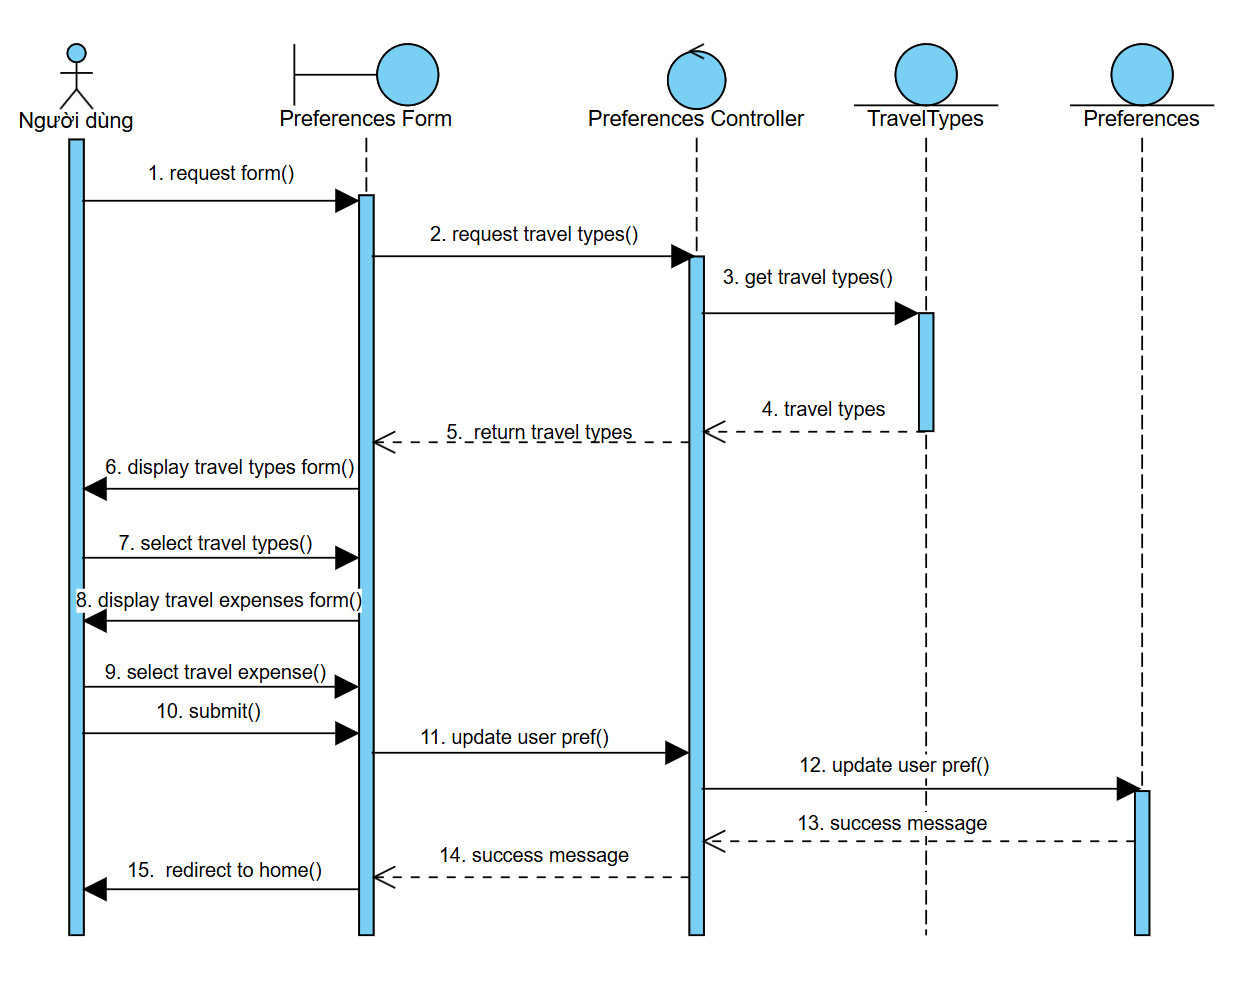 Người dùng
Preferences Form
Preferences Controller
TravelTypes
Preferences
1. request form()
2. request travel types()
3. get travel types()
4. travel types
5.  return travel types
6. display travel types form()
7. select travel types()
8. display travel expenses form()
9. select travel expense()
10. submit()
11. update user pref()
12. update user pref()
13. success message
14. success message
15.  redirect to home()